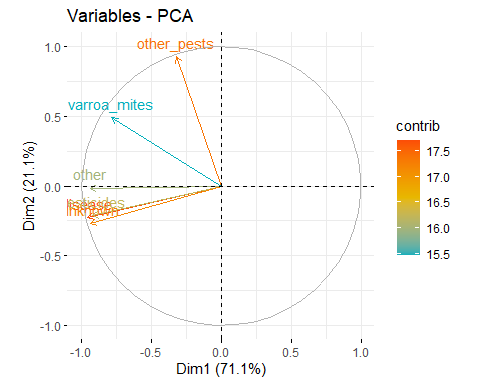 Variables - PCA
other_pests
varroa_mites
other
Dim2 (21.1%)
1.0
0.5
0.0
-0.5
-1.0
-1.0
-0.5
0.0
0.5
1.0
Dim1 (71.1%)
contrib
17.5
17.0
16.5
16.0
15.5